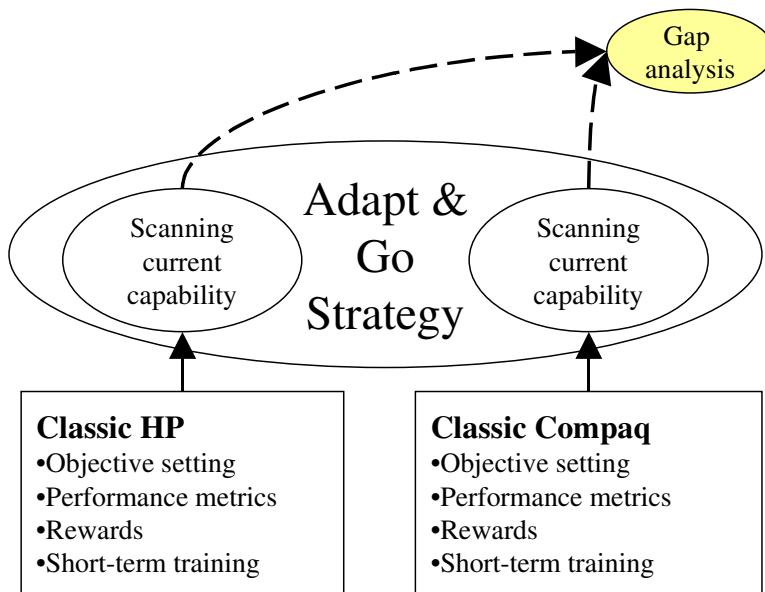 Gap
analysis
Adapt &
Go
Strategy
Scanning
current
capability
Scanning
current
capability
Classic HP
•Objective setting
•Performance metrics
•Rewards
•Short-term training
Classic Compaq
•Objective setting
•Performance metrics
•Rewards
•Short-term training